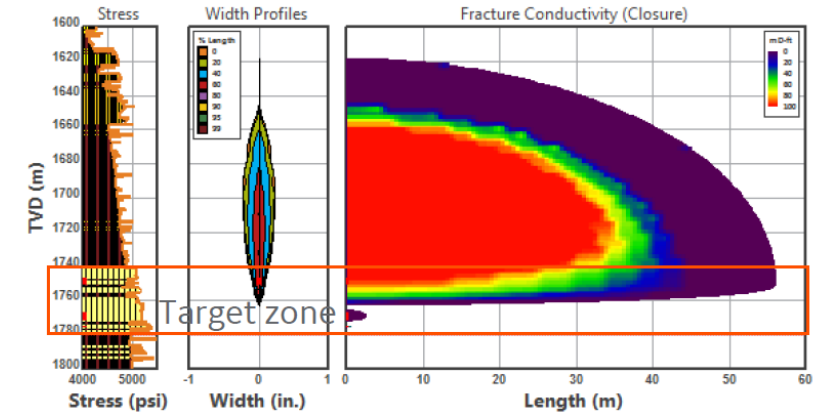 Stress
Width Profiles
Fracture Conductivity (Closure)
TVD (m)
1600
1620
1640
1660
1680
1700
1720
1740
1760
1780
1800
% Length
0
20
40
60
80
90
95
99
mD-ft
0
20
40
60
80
100
Target zone
4000 5000
-1 0 1
0 10 20 30 40 50 60
Stress (psi)
Width (in.)
Length (m)